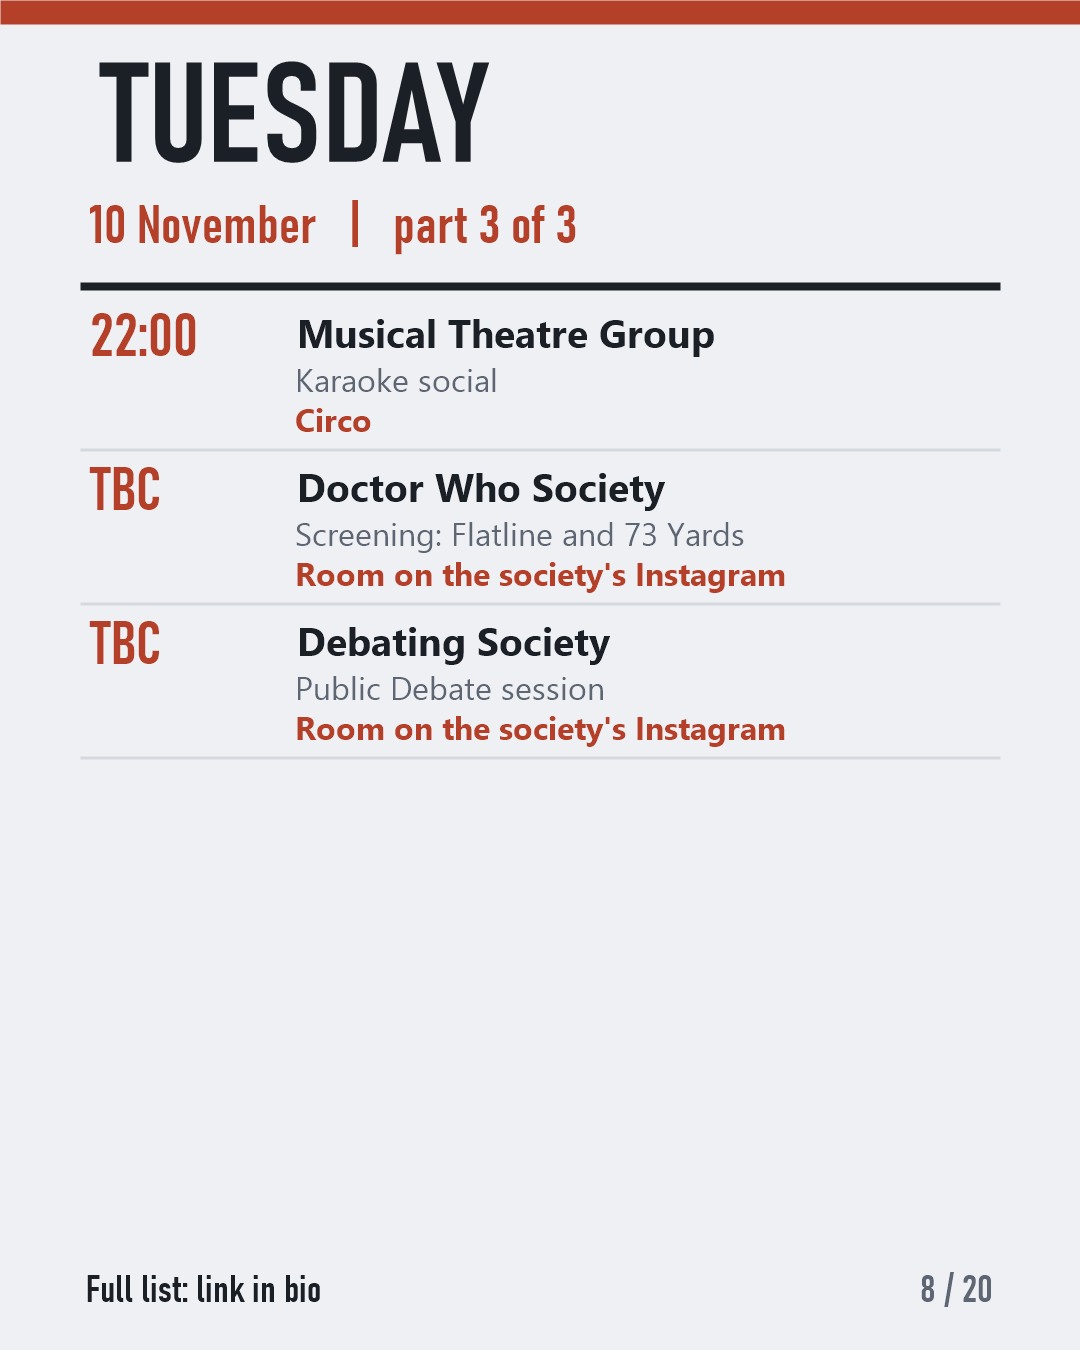 TUESDAY
10 November | part 3 of 3
22:00 Musical Theatre Group
Karaoke social
Circo
TBC Doctor Who Society
Screening: Flatline and 73 Yards
Room on the society's Instagram
TBC Debating Society
Public Debate session
Room on the society's Instagram
Full list: link in bio 8 / 20